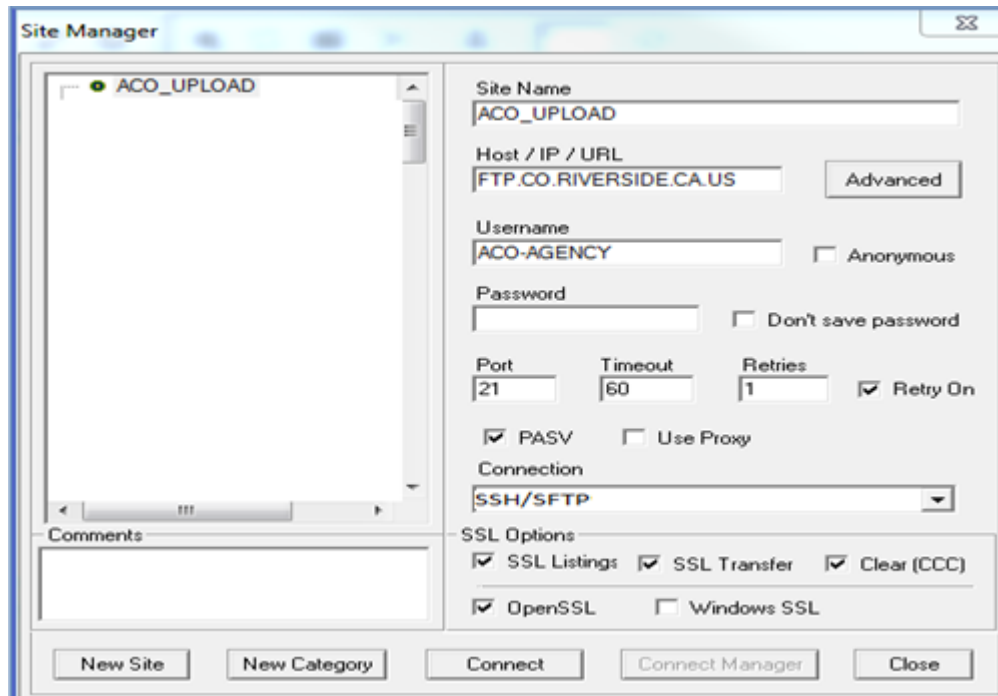 Site Manager
ACO_UPLOAD
Site Name
ACO_UPLOAD
Host / IP / URL
FTP.CO.RIVERSIDE.CA.US
Advanced
Username
ACO-AGENCY
Anonymous
Password
Don't save password
Port Timeout Retries
21 60 1 Retry On
PASV Use Proxy
Connection
SSH/SFTP
Comments
SSL Options
SSL Listings SSL Transfer Clear (CCC)
OpenSSL Windows SSL
New Site New Category Connect Connect Manager Close